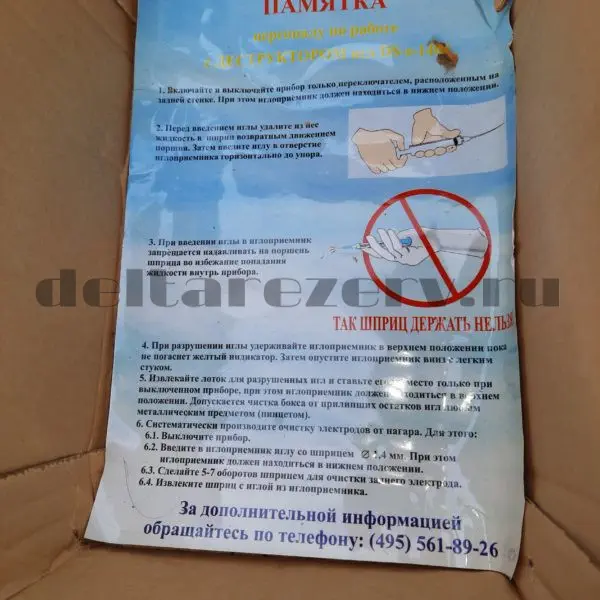 ПАМЯТКА
персоналу по работе
с ДЕСТРУКТОРОМ
1. Включайте и выключайте прибор только переключателем, расположенным на
задней стенке. При этом иглоприемник должен находиться в нижнем положении.
2. Перед введением иглы удалите из нее
жидкость в шприц возвратным движением
поршня. Затем введите иглу в отверстие
иглоприемника горизонтально до упора.
3. При введении иглы в иглоприемник
запрещается надавливать на поршень
шприца во избежание попадания
жидкости внутрь прибора.
deltarezerv.ru
ТАК ШПРИЦ ДЕРЖАТЬ НЕЛЬЗЯ
4. При разрушении иглы удерживайте иглоприемник в верхнем положении пока
не погаснет желтый индикатор. Затем опустите иглоприемник вниз с легким
стуком.
5. Извлекайте лоток для разрушенных игл и ставьте его место только при
выключенном приборе, при этом иглоприемник должен находиться в верхнем
положении. Допускается чистка бокса от прилипших остатков игл любым
металлическим предметом (пинцетом).
6. Систематически производите очистку электродов от нагара. Для этого:
6.1. Выключите прибор.
6.2. Введите в иглоприемник иглу со шприцем ⌀ 1,4 мм. При этом
иглоприемник должен находиться в нижнем положении.
6.3. Сделайте 5-7 оборотов шприцем для очистки заднего электрода.
6.4. Извлеките шприц с иглой из иглоприемника.
За дополнительной информацией
обращайтесь по телефону: (495) 561-89-26